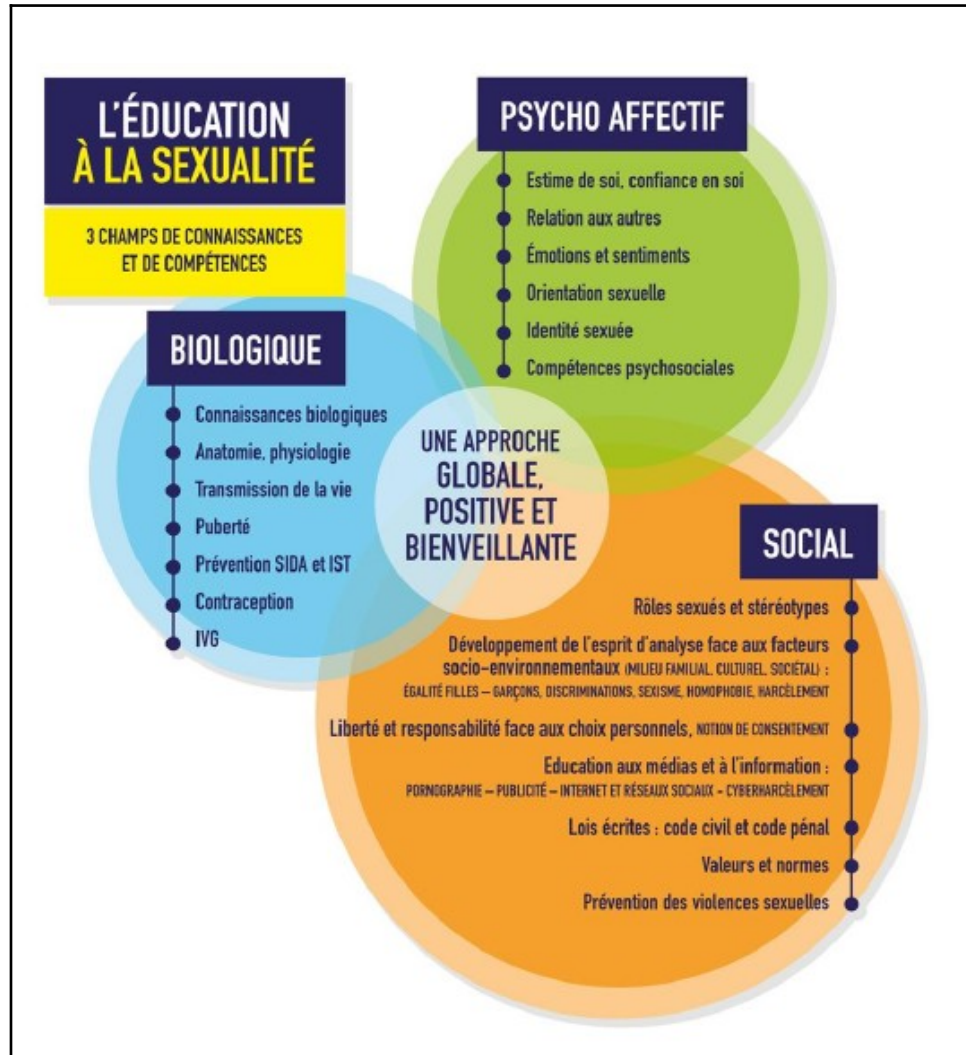 L'ÉDUCATION
À LA SEXUALITÉ
3 CHAMPS DE CONNAISSANCES
ET DE COMPÉTENCES
PSYCHO AFFECTIF
Estime de soi, confiance en soi
Relation aux autres
Émotions et sentiments
Orientation sexuelle
Identité sexuée
Compétences psychosociales
BIOLOGIQUE
Connaissances biologiques
Anatomie, physiologie
Transmission de la vie
Puberté
Prévention SIDA et IST
Contraception
IVG
UNE APPROCHE
GLOBALE,
POSITIVE ET
BIENVEILLANTE
SOCIAL
Rôles sexués et stéréotypes
Développement de l'esprit d'analyse face aux facteurs
socio-environnementaux (MILIEU FAMILIAL, CULTUREL, SOCIÉTAL) :
ÉGALITÉ FILLES – GARÇONS, DISCRIMINATIONS, SEXISME, HOMOPHOBIE, HARCÈLEMENT
Liberté et responsabilité face aux choix personnels, NOTION DE CONSENTEMENT
Education aux médias et à l'information :
PORNOGRAPHIE – PUBLICITÉ – INTERNET ET RÉSEAUX SOCIAUX - CYBERHARCÈLEMENT
Lois écrites : code civil et code pénal
Valeurs et normes
Prévention des violences sexuelles